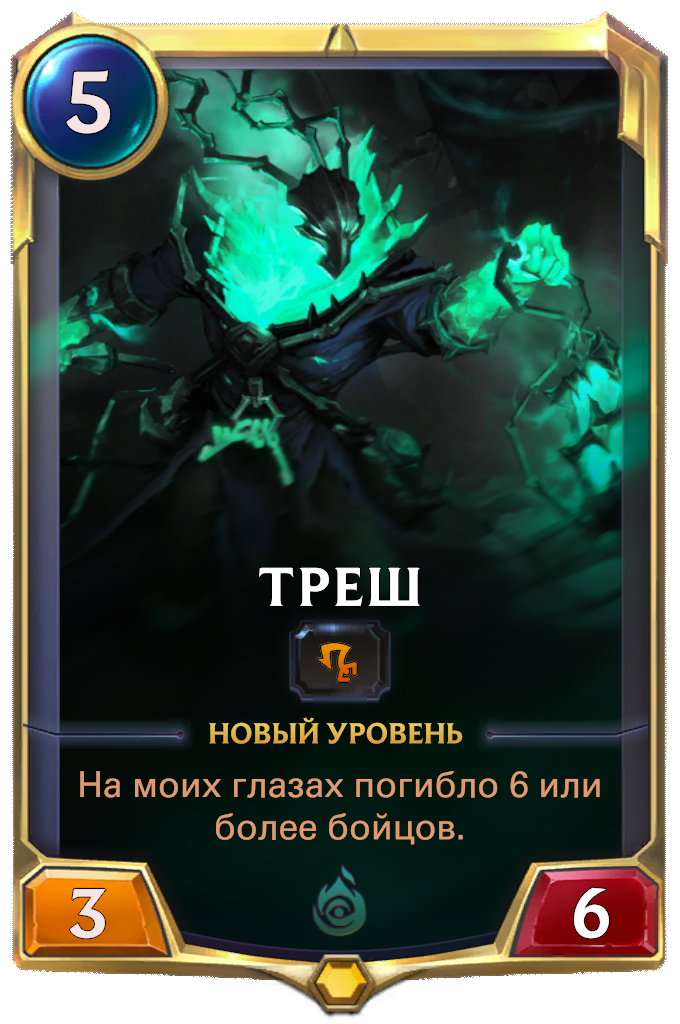 5
ТРЕШ
НОВЫЙ УРОВЕНЬ
На моих глазах погибло 6 или
более бойцов.
3
6